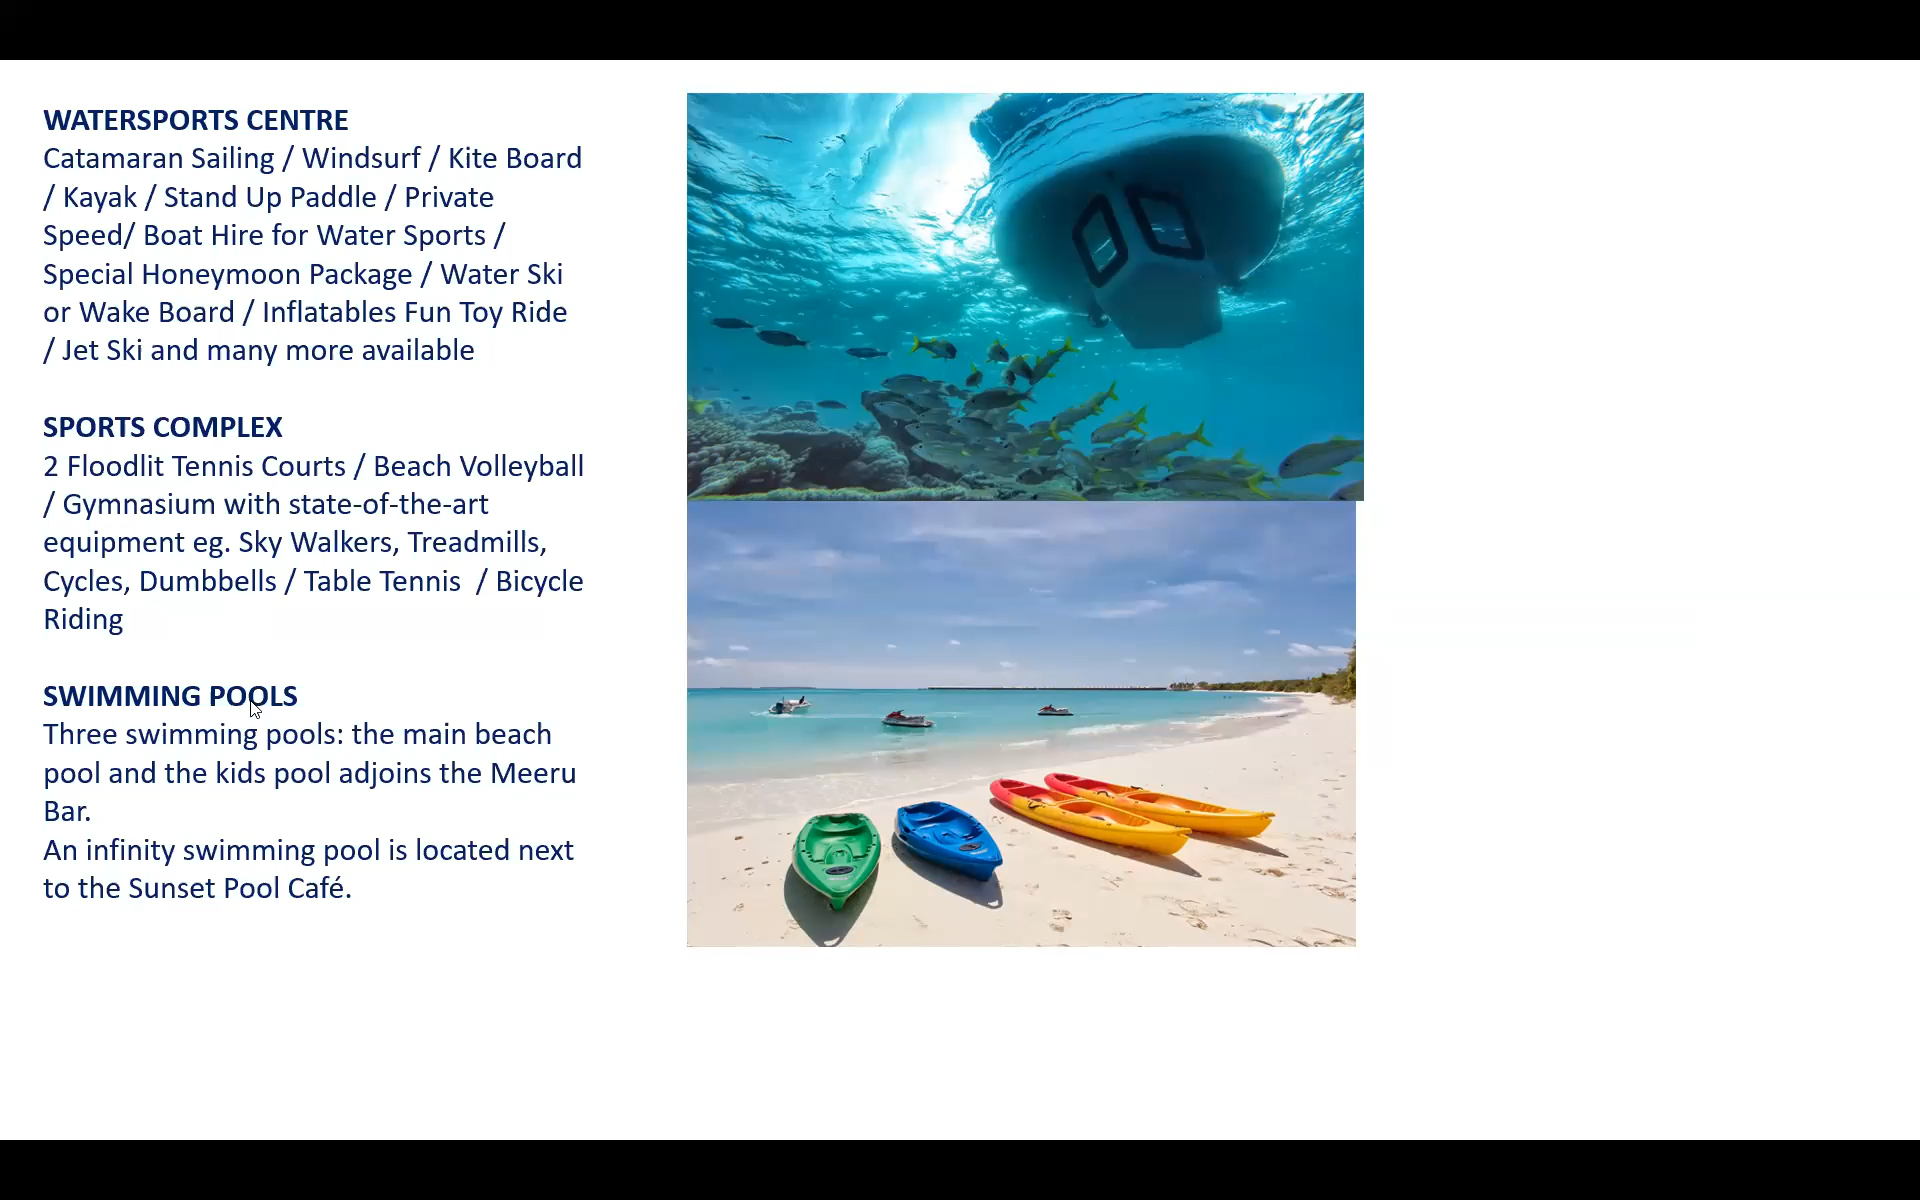 WATERSPORTS CENTRE
Catamaran Sailing / Windsurf / Kite Board
/ Kayak / Stand Up Paddle / Private
Speed/ Boat Hire for Water Sports /
Special Honeymoon Package / Water Ski
or Wake Board / Inflatables Fun Toy Ride
/ Jet Ski and many more available
SPORTS COMPLEX
2 Floodlit Tennis Courts / Beach Volleyball
/ Gymnasium with state-of-the-art
equipment eg. Sky Walkers, Treadmills,
Cycles, Dumbbells / Table Tennis  / Bicycle
Riding
SWIMMING POOLS
Three swimming pools: the main beach
pool and the kids pool adjoins the Meeru
Bar.
An infinity swimming pool is located next
to the Sunset Pool Café.